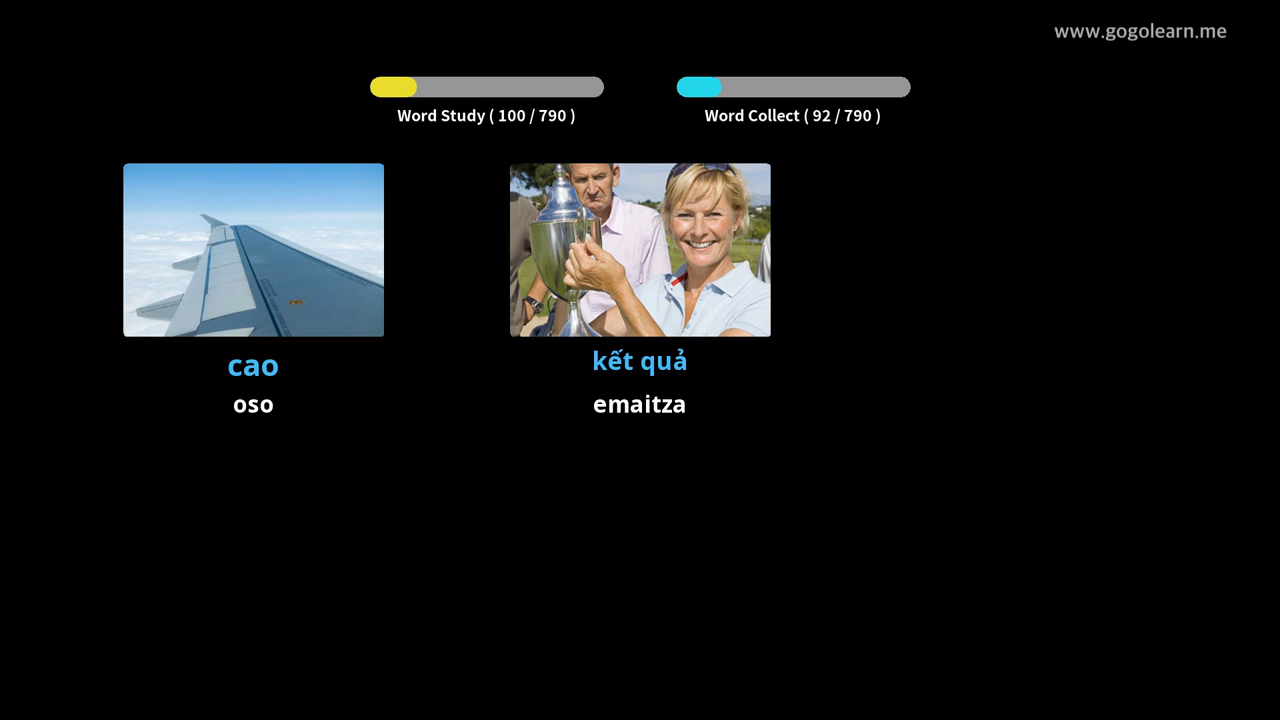 www.gogolearn.me
Word Study ( 100 / 790 )
Word Collect ( 92 / 790 )
cao
oso
kết quả
emaitza